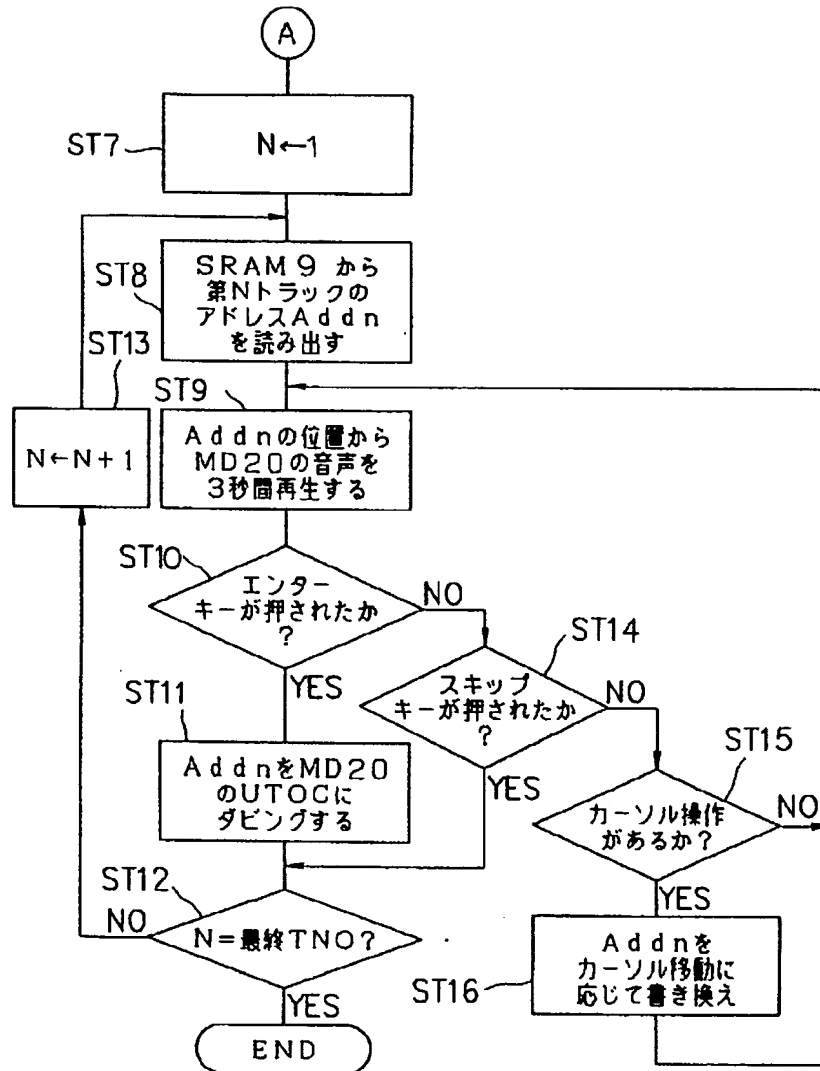 A
ST7
N←1
ST8
SRAM9から
第Nトラックの
アドレスAddn
を読み出す
ST13
N←N+1
ST9
Addnの位置から
MD20の音声を
3秒間再生する
ST10
エンター
キーが押されたか
?
NO
YES
ST14
スキップ
キーが押されたか
?
NO
YES
ST11
AddnをMD20
のUTOCに
ダビングする
ST15
カーソル操作
があるか?
NO
YES
ST12
N=最終TNO?
NO
YES
ST16
Addnを
カーソル移動に
応じて書き換え
END